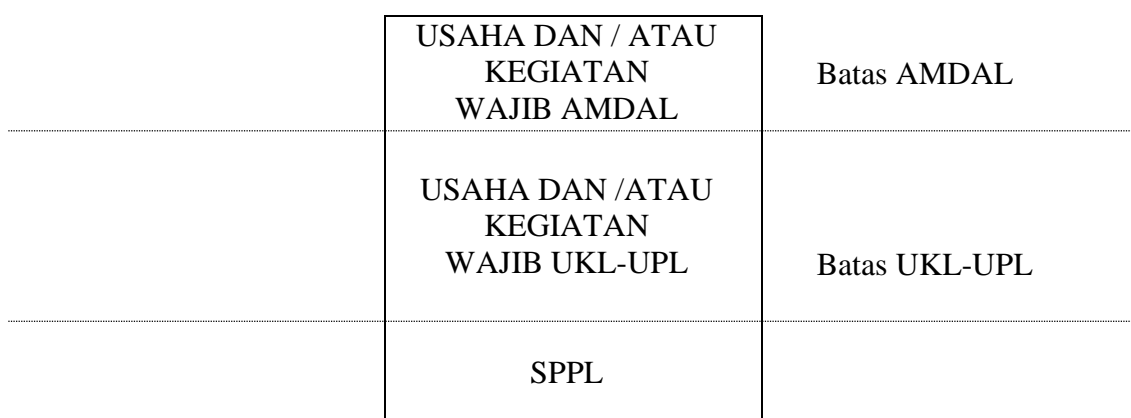 USAHA DAN / ATAU
KEGIATAN
WAJIB AMDAL
Batas AMDAL
USAHA DAN /ATAU
KEGIATAN
WAJIB UKL-UPL
Batas UKL-UPL
SPPL